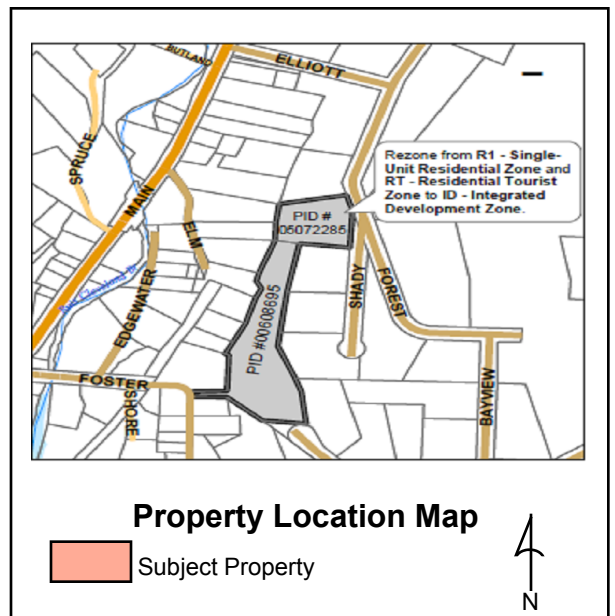 BUTLAND
ELLIOTT
SPRUCE
MAIN
Rezone from R1 - Single-
Unit Residential Zone and
RT - Residential Tourist
Zone to ID - Integrated
Development Zone.
PID #
05072285
ELM
EDGEWATER
PID #00608695
SHADY
FOREST
FOSTER
SHORE
BAYVIEW
Property Location Map
Subject Property
N